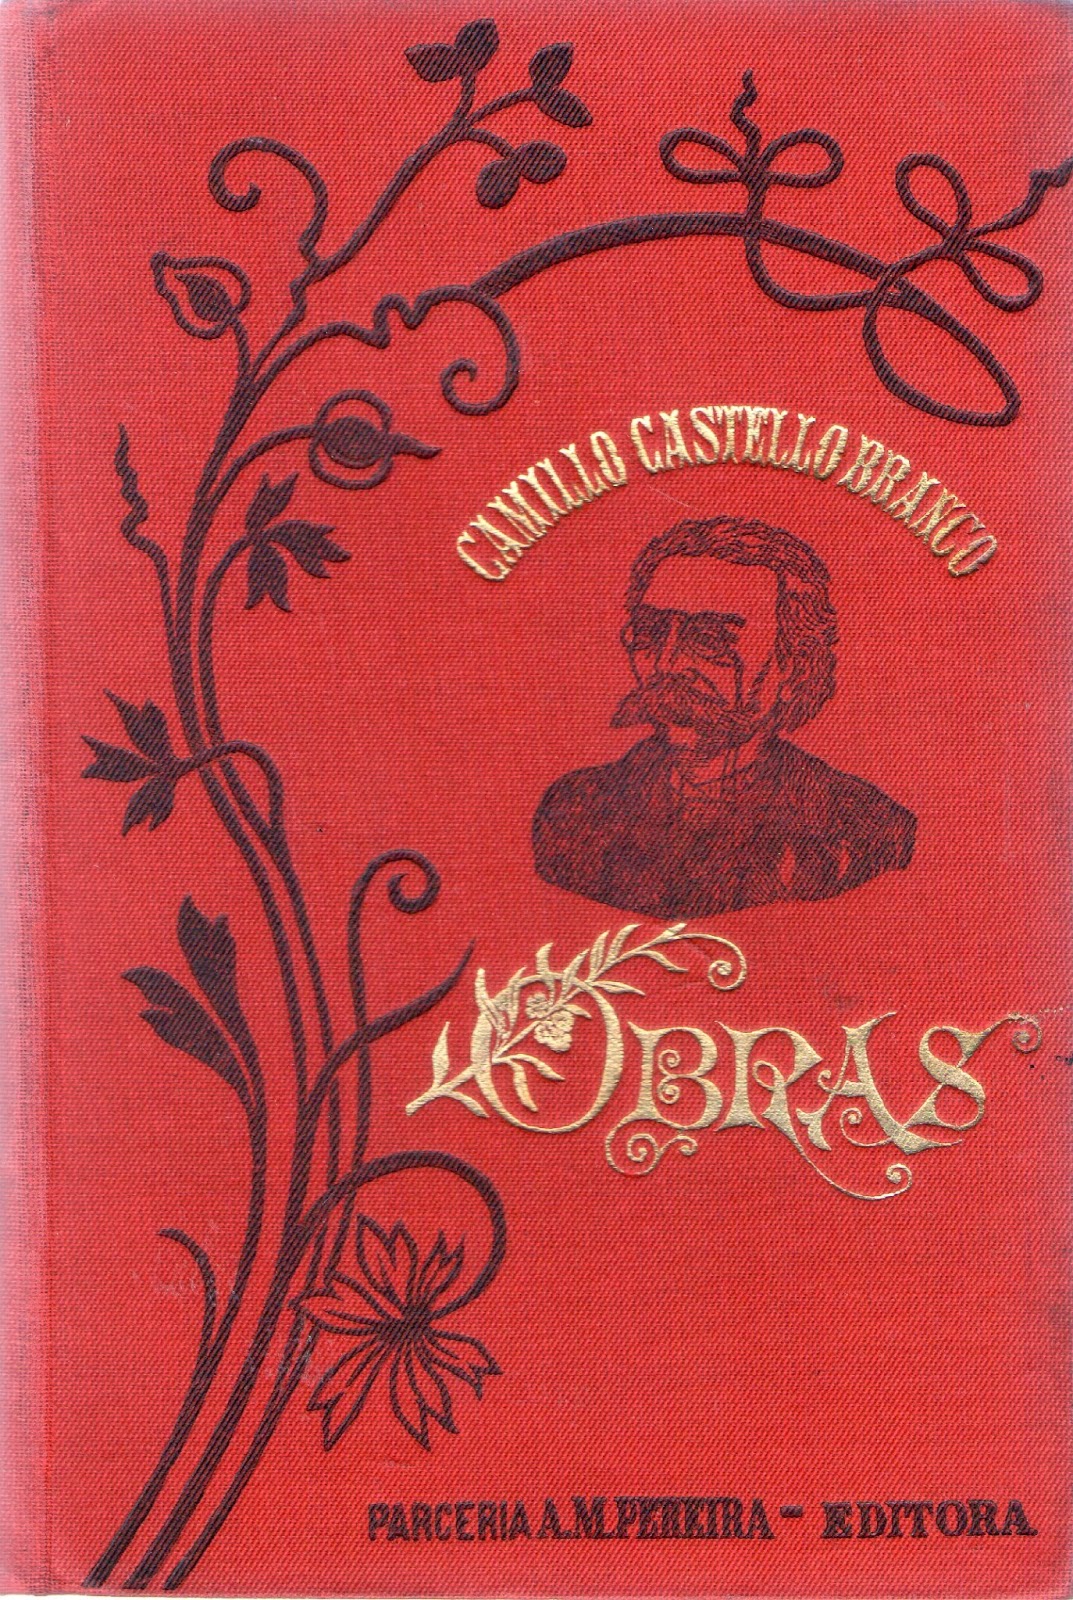 CAMILLO CASTELLO BRANCO
OBRAS
PARCERIA A.M. PEREIRA - EDITORA